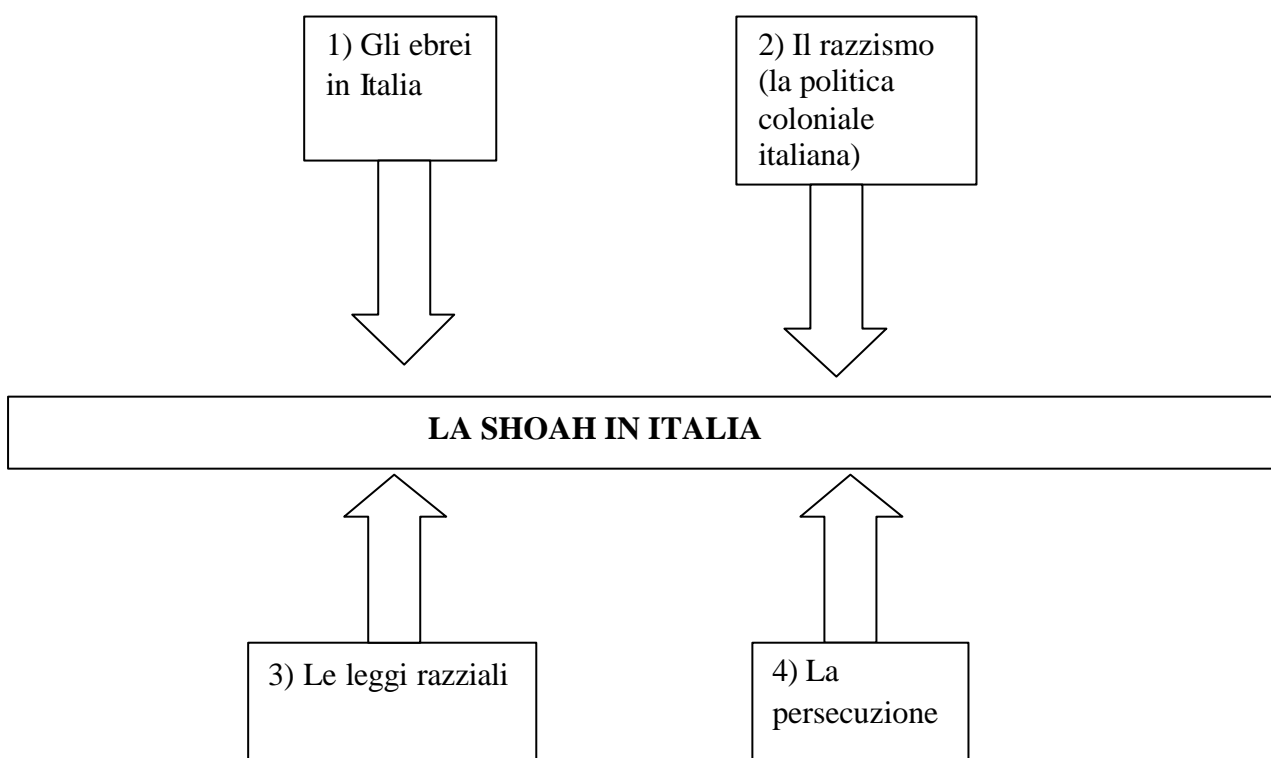 1) Gli ebrei
in Italia
2) Il razzismo
(la politica
coloniale
italiana)
LA SHOAH IN ITALIA
3) Le leggi razziali
4) La
persecuzione